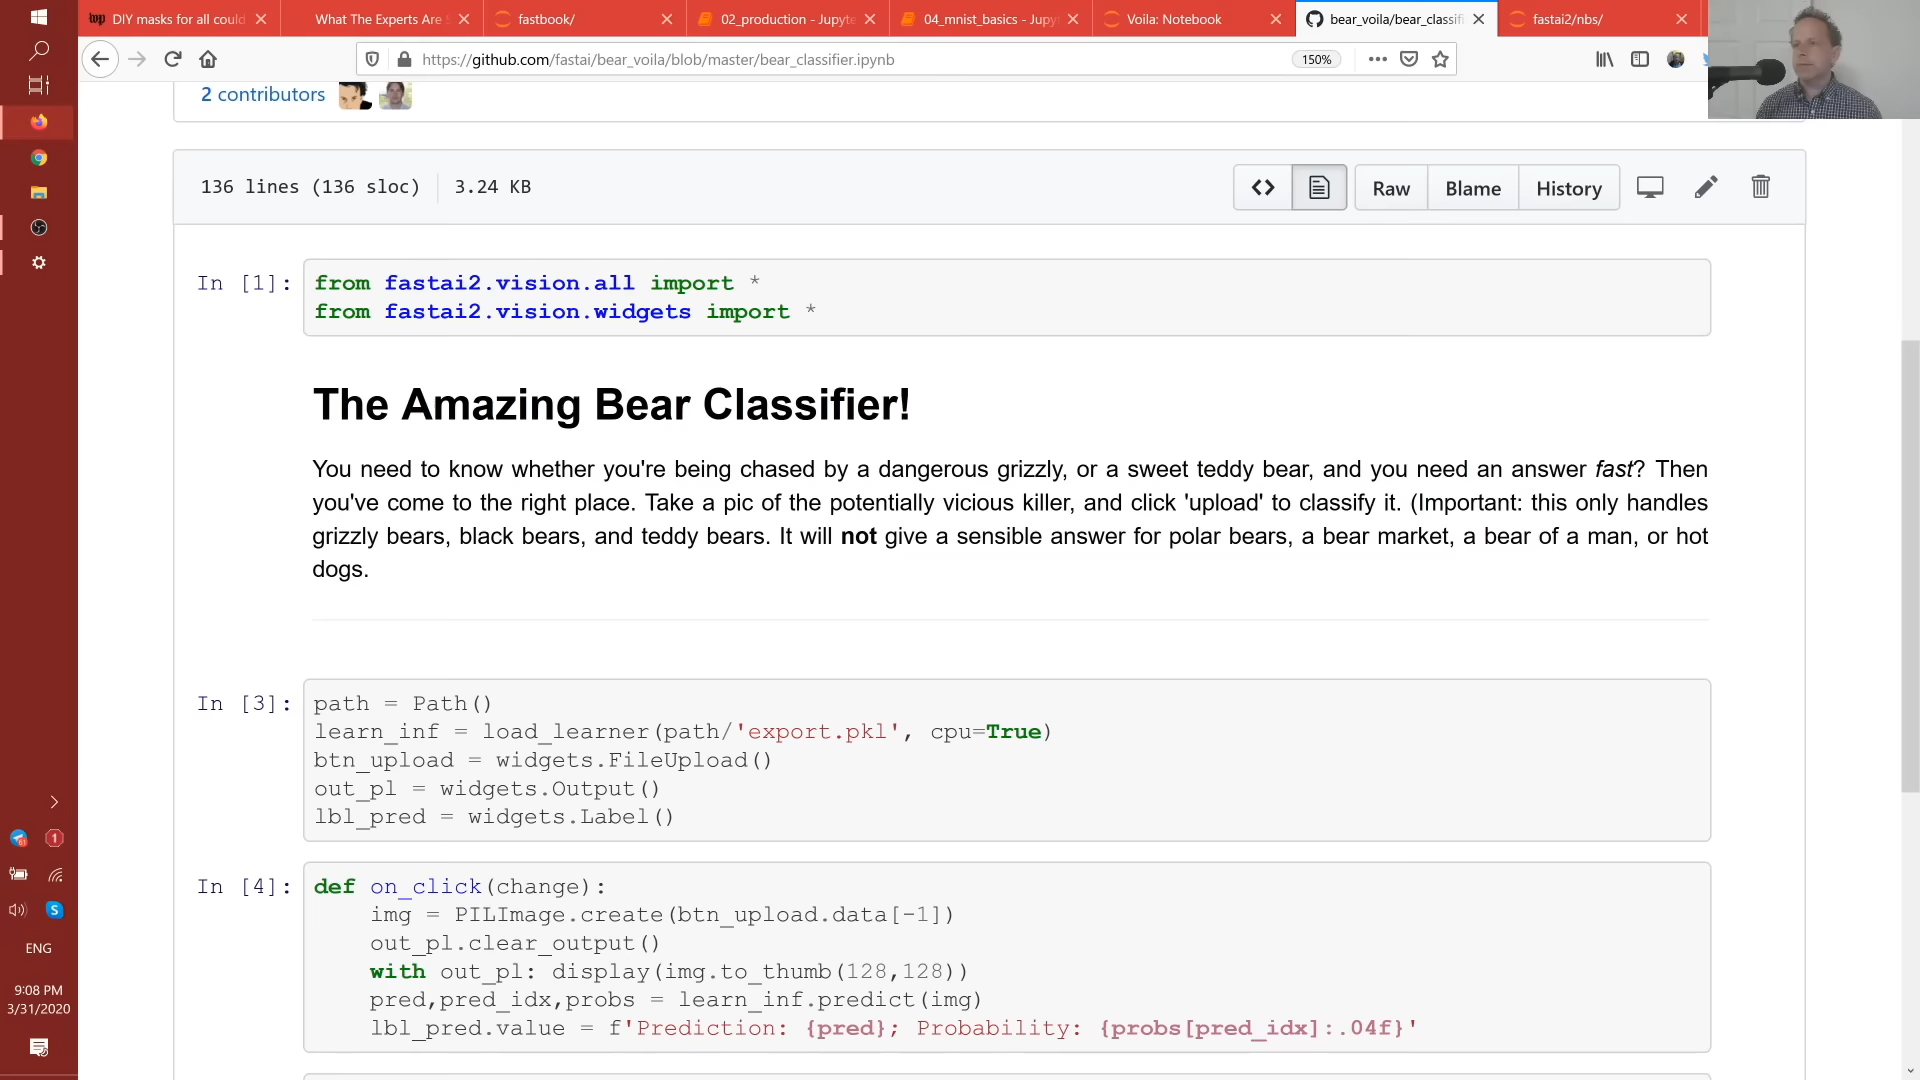 DIY masks for all could
What The Experts Are S
fastbook/
02_production - Jupyte
04_mnist_basics - Jupy
Voila: Notebook
bear_voila/bear_classifi
fastai2/nbs/
https://github.com/fastai/bear_voila/blob/master/bear_classifier.ipynb
150%
2 contributors
136 lines (136 sloc) 3.24 KB
Raw Blame History
In [1]: from fastai2.vision.all import *
from fastai2.vision.widgets import *
The Amazing Bear Classifier!
You need to know whether you're being chased by a dangerous grizzly, or a sweet teddy bear, and you need an answer fast? Then
you've come to the right place. Take a pic of the potentially vicious killer, and click 'upload' to classify it. (Important: this only handles
grizzly bears, black bears, and teddy bears. It will not give a sensible answer for polar bears, a bear market, a bear of a man, or hot
dogs.
In [3]: path = Path()
learn_inf = load_learner(path/'export.pkl', cpu=True)
btn_upload = widgets.FileUpload()
out_pl = widgets.Output()
lbl_pred = widgets.Label()
In [4]: def on_click(change):
img = PILImage.create(btn_upload.data[-1])
out_pl.clear_output()
with out_pl: display(img.to_thumb(128,128))
pred,pred_idx,probs = learn_inf.predict(img)
lbl_pred.value = f'Prediction: {pred}; Probability: {probs[pred_idx]:.04f}'
ENG
9:08 PM
3/31/2020